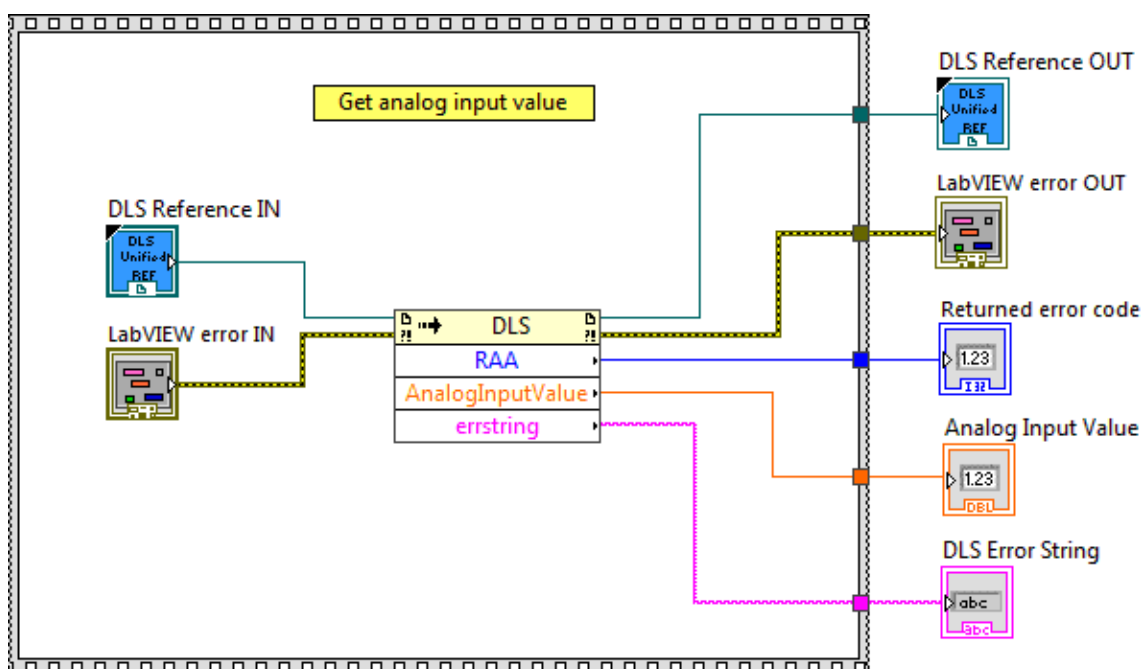 Get analog input value
DLS Reference OUT
DLS
Unified
REF
LabVIEW error OUT
DLS Reference IN
DLS
Unified
REF
LabVIEW error IN
?!
DLS
?!
RAA
AnalogInputValue
errstring
Returned error code
1.23
I32
Analog Input Value
1.23
DBL
DLS Error String
abc
abc